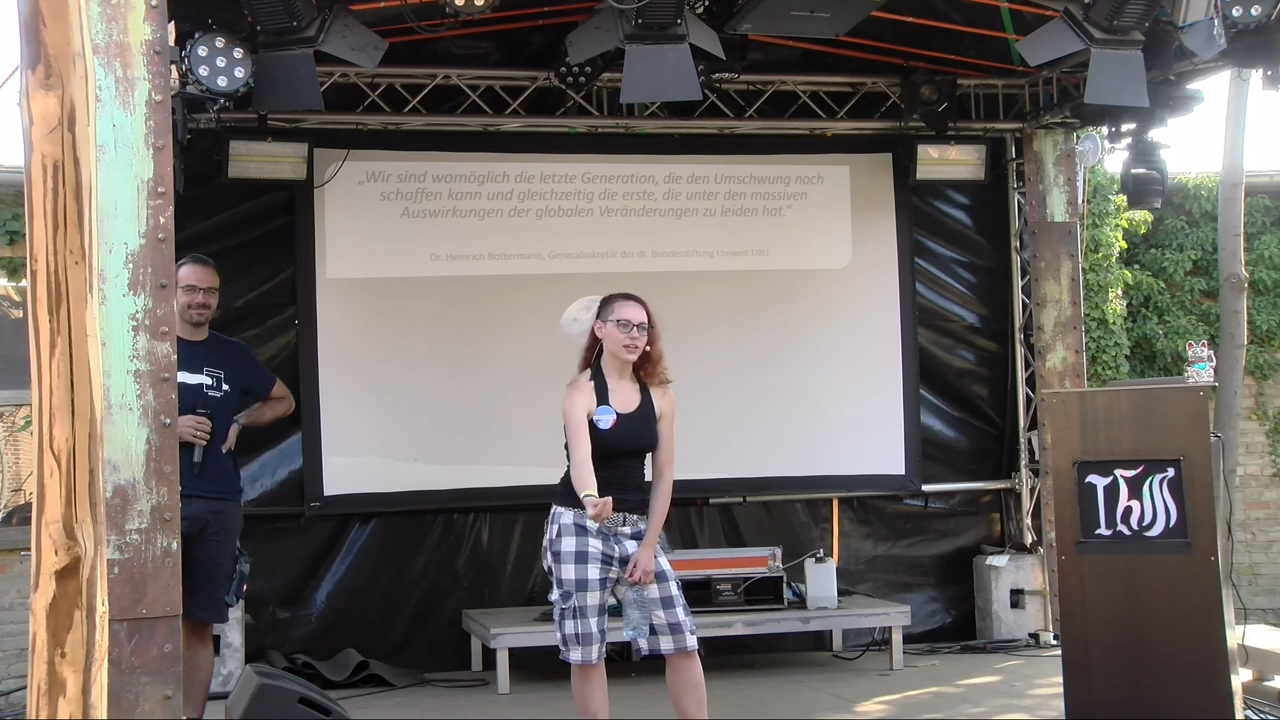 „Wir sind womöglich die letzte Generation, die den Umschwung noch
schaffen kann und gleichzeitig die erste, die unter den massiven
Auswirkungen der globalen Veränderungen zu leiden hat.“
Dr. Heinrich Bottermann, Generalsekretär der dt. Bundesstiftung Umwelt DBU